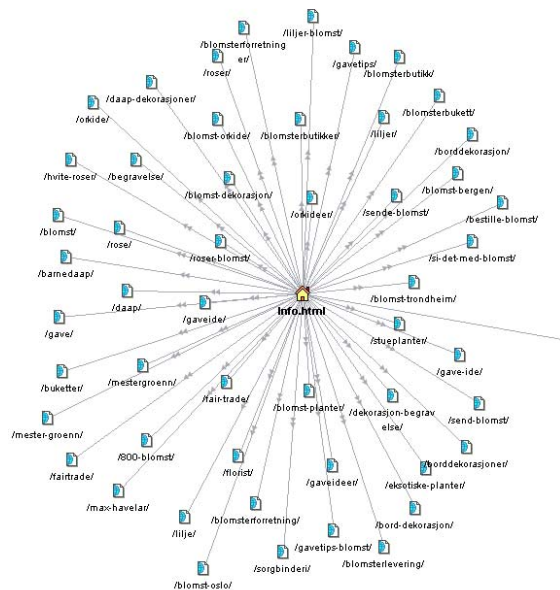 /liljer-blomst/
/blomsterforretning
er/
/gavetips/
/blomsterbutikk/
/roser/
/daap-dekorasjoner/
/blomsterbukett/
/orkide/
/blomst-orkide/
/blomsterbutikker/
/liljer/
/borddekorasjon/
/hvite-roser/
/begravelse/
/blomst-dekorasjon/
/blomst-bergen/
/orkideer/
/sende-blomst/
/bestille-blomst/
/blomst/
/rose/
/roser-blomst/
/si-det-med-blomst/
/barnedaap/
/daap/
/gaveide/
Info.html
/blomst-trondheim/
/gave/
/stueplanter/
/gave-ide/
/buketter/
/mestergroenn/
/fair-trade/
/blomst-planter/
/dekorasjon-begrav
else/
/send-blomst/
/mester-groenn/
/800-blomst/
/borddekorasjoner/
/fairtrade/
/florist/
/gaveideer/
/eksotiske-planter/
/max-havelar/
/blomsterforretning/
/bord-dekorasjon/
/lilje/
/gavetips-blomst/
/blomsterlevering/
/sorgbinderi/
/blomst-oslo/